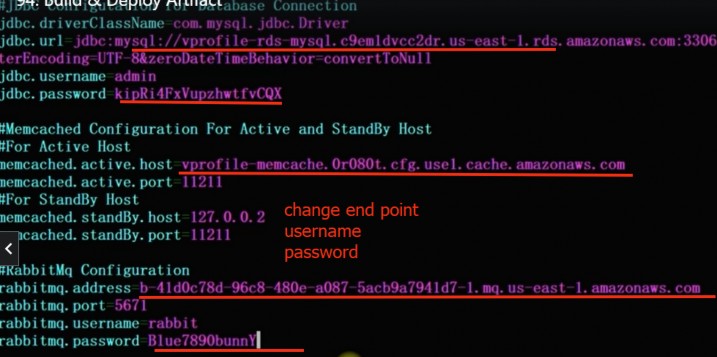 94. Build & Deploy Artifact
#JDBC Configuration For Database Connection
jdbc.driverClassName=com.mysql.jdbc.Driver
jdbc.url=jdbc:mysql://vprofile-rds-mysql.c9emldvcc2dr.us-east-1.rds.amazonaws.com:3306
terEncoding=UTF-8&zeroDateTimeBehavior=convertToNull
jdbc.username=admin
jdbc.password=kipRi4FxVupzhwtfvCQX
#Memcached Configuration For Active and StandBy Host
#For Active Host
memcached.active.host=vprofile-memcache.0r080t.cfg.use1.cache.amazonaws.com
memcached.active.port=11211
#For StandBy Host
memcached.standBy.host=127.0.0.2
memcached.standBy.port=11211
change end point
username
password
#RabbitMq Configuration
rabbitmq.address=b-41d0c78d-96c8-480e-a087-5acb9a7941d7-1.mq.us-east-1.amazonaws.com
rabbitmq.port=5671
rabbitmq.username=rabbit
rabbitmq.password=Blue7890bunnY